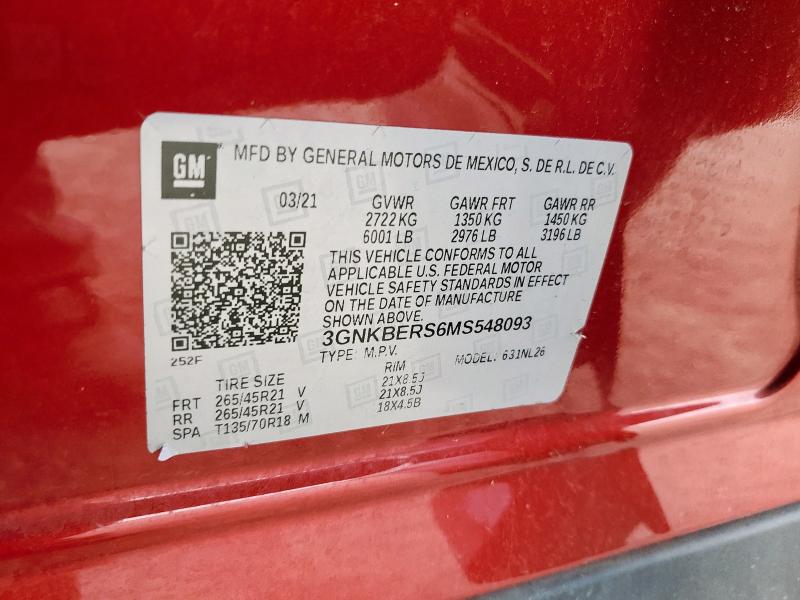 GM MFD BY GENERAL MOTORS DE MEXICO, S. DE R.L. DE C.V.
03/21 GVWR GAWR FRT GAWR RR
2722 KG 1350 KG 1450 KG
6001 LB 2976 LB 3196 LB
THIS VEHICLE CONFORMS TO ALL
APPLICABLE U.S. FEDERAL MOTOR
VEHICLE SAFETY STANDARDS IN EFFECT
ON THE DATE OF MANUFACTURE
SHOWN ABOVE.
3GNKBERS6MS548093
252F TYPE: M.P.V. MODEL: 631NL26
TIRE SIZE RIM
FRT 265/45R21 V 21X8.5J
RR 265/45R21 V 21X8.5J
SPA T135/70R18 M 18X4.5B